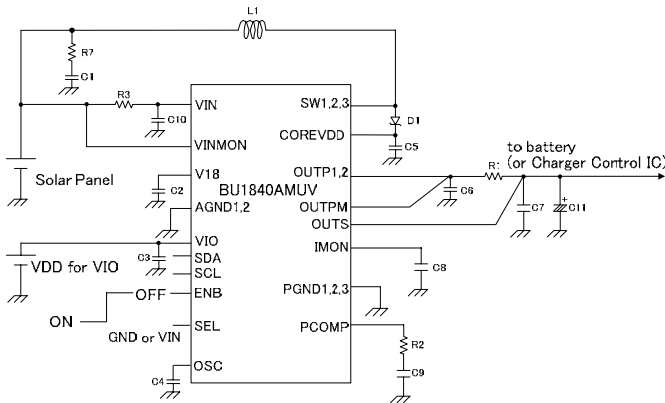 L1
R7
C1
R3
C10
VIN
VINMON
V18
C2
AGND1,2
VIO
C3
SDA
SCL
ENB
SEL
OSC
C4
Solar Panel
VDD for VIO
OFF
ON
GND or VIN
BU1840AMUV
SW1,2,3
D1
COREVDD
C5
OUTP1,2
OUTPM
OUTS
C6
to battery
(or Charger Control IC)
C7
+
C11
IMON
C8
PGND1,2,3
PCOMP
R2
C9